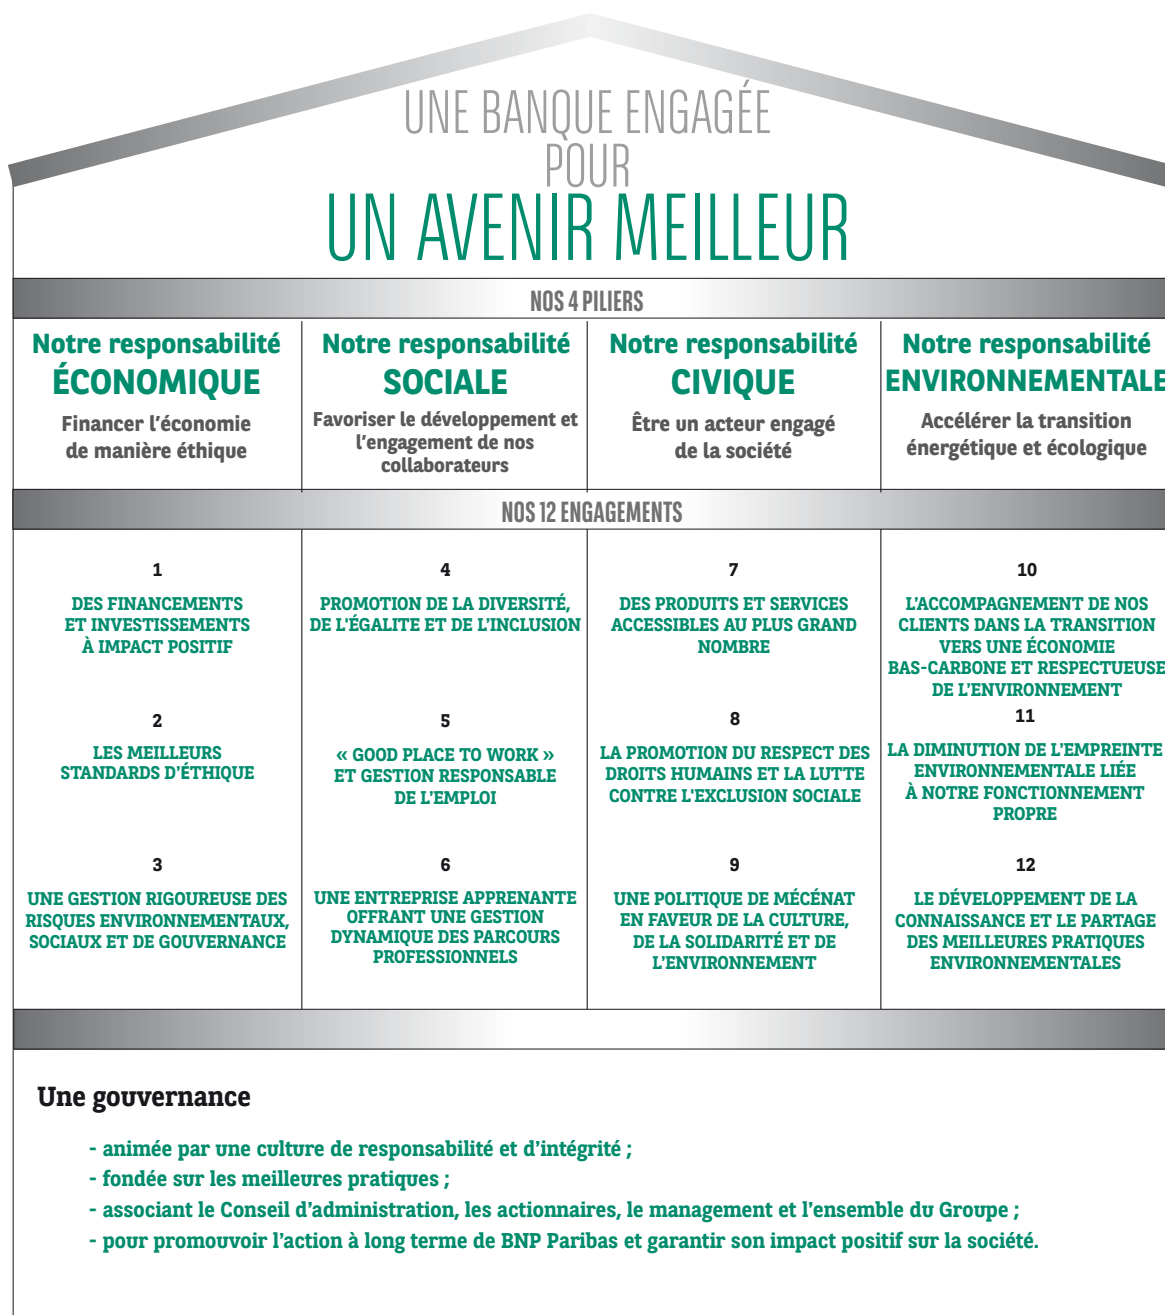 UNE BANQUE ENGAGÉE
POUR
UN AVENIR MEILLEUR
NOS 4 PILIERS
Notre responsabilité
ÉCONOMIQUE
Financer l'économie
de manière éthique
Notre responsabilité
SOCIALE
Favoriser le développement et
l'engagement de nos
collaborateurs
Notre responsabilité
CIVIQUE
Être un acteur engagé
de la société
Notre responsabilité
ENVIRONNEMENTALE
Accélérer la transition
énergétique et écologique
NOS 12 ENGAGEMENTS
1
DES FINANCEMENTS
ET INVESTISSEMENTS
À IMPACT POSITIF
2
LES MEILLEURS
STANDARDS D'ÉTHIQUE
3
UNE GESTION RIGOUREUSE DES
RISQUES ENVIRONNEMENTAUX,
SOCIAUX ET DE GOUVERNANCE
4
PROMOTION DE LA DIVERSITÉ,
DE L'ÉGALITE ET DE L'INCLUSION
5
« GOOD PLACE TO WORK »
ET GESTION RESPONSABLE
DE L'EMPLOI
6
UNE ENTREPRISE APPRENANTE
OFFRANT UNE GESTION
DYNAMIQUE DES PARCOURS
PROFESSIONNELS
7
DES PRODUITS ET SERVICES
ACCESSIBLES AU PLUS GRAND
NOMBRE
8
LA PROMOTION DU RESPECT DES
DROITS HUMAINS ET LA LUTTE
CONTRE L'EXCLUSION SOCIALE
9
UNE POLITIQUE DE MÉCÉNAT
EN FAVEUR DE LA CULTURE,
DE LA SOLIDARITÉ ET DE
L'ENVIRONNEMENT
10
L'ACCOMPAGNEMENT DE NOS
CLIENTS DANS LA TRANSITION
VERS UNE ÉCONOMIE
BAS-CARBONE ET RESPECTUEUSE
DE L'ENVIRONNEMENT
11
LA DIMINUTION DE L'EMPREINTE
ENVIRONNEMENTALE LIÉE
À NOTRE FONCTIONNEMENT
PROPRE
12
LE DÉVELOPPEMENT DE LA
CONNAISSANCE ET LE PARTAGE
DES MEILLEURES PRATIQUES
ENVIRONNEMENTALES
Une gouvernance
- animée par une culture de responsabilité et d'intégrité ;
- fondée sur les meilleures pratiques ;
- associant le Conseil d'administration, les actionnaires, le management et l'ensemble du Groupe ;
- pour promouvoir l'action à long terme de BNP Paribas et garantir son impact positif sur la société.